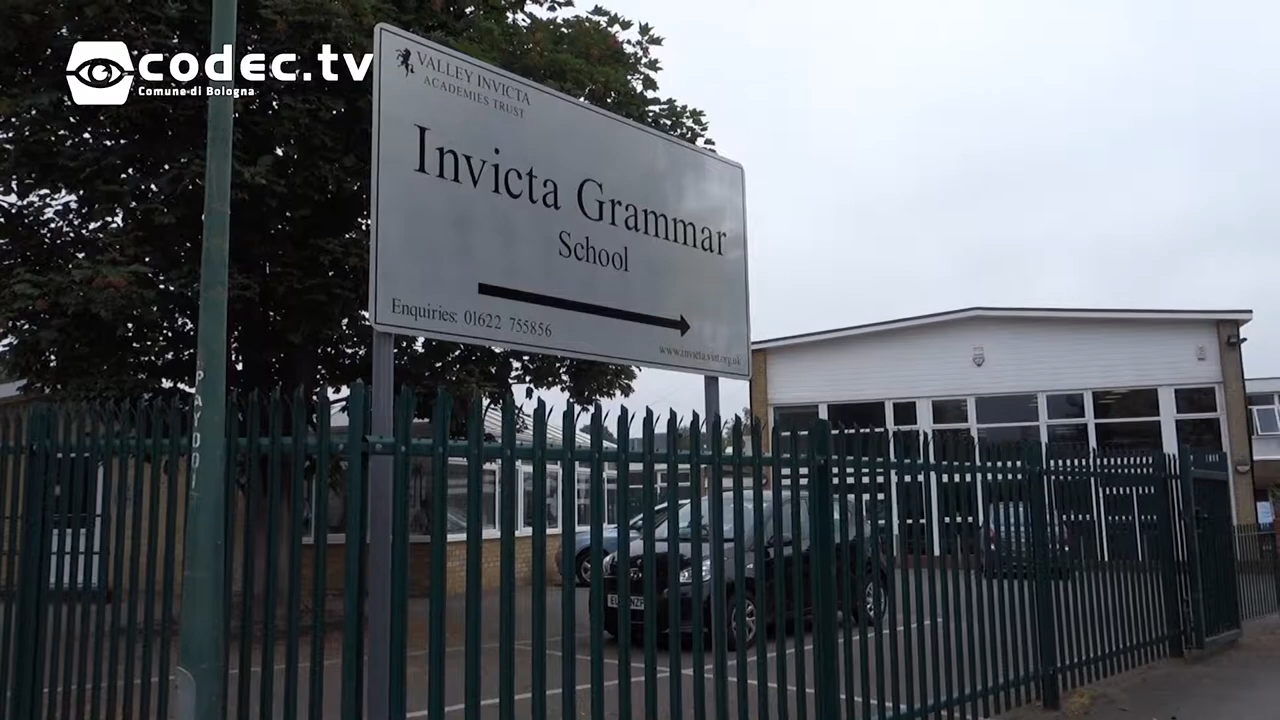 codec.tv
Comune di Bologna
VALLEY INVICTA
ACADEMIES TRUST
Invicta Grammar
School
Enquiries: 01622 755856
www.invicta.viat.org.uk